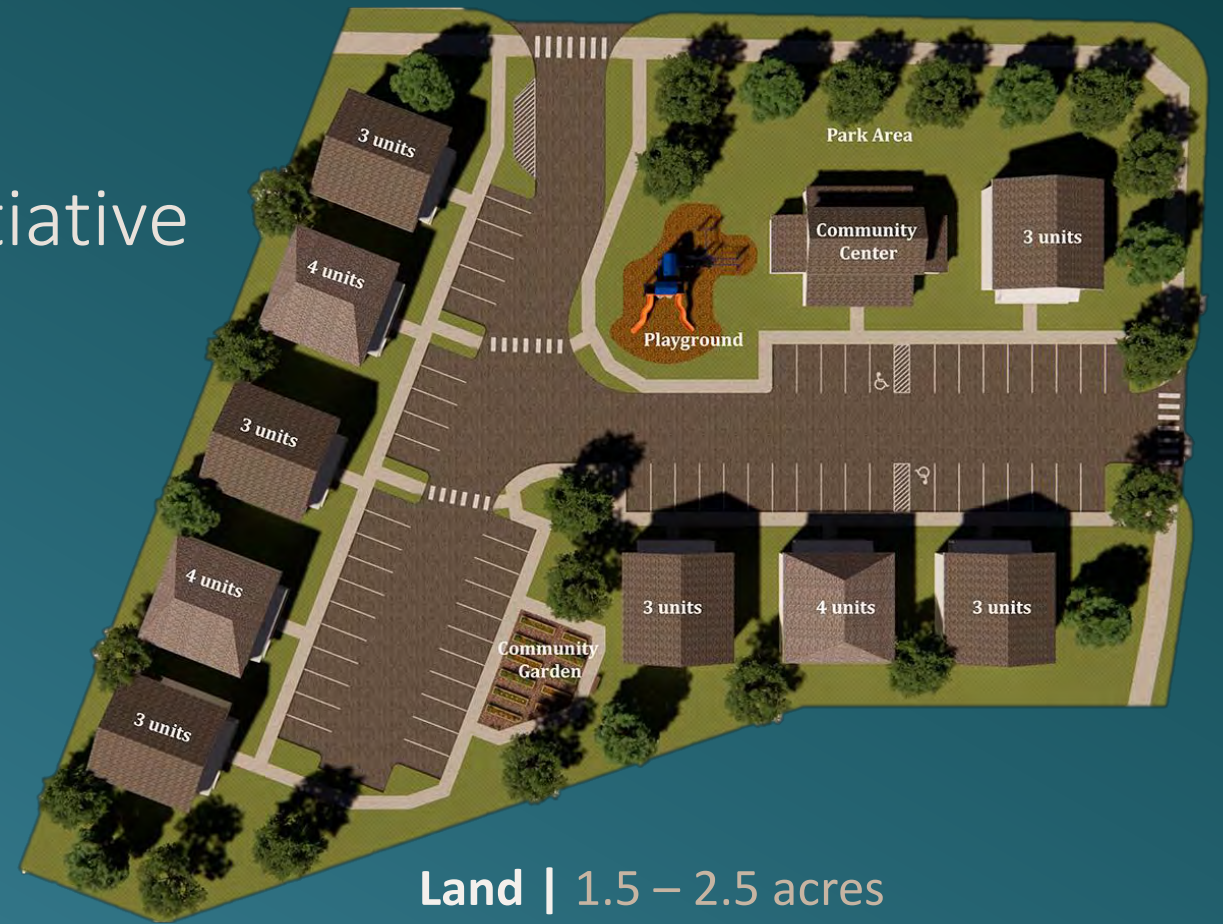 tiative
3 units
4 units
3 units
4 units
3 units
Park Area
Community
Center
3 units
Playground
3 units
4 units
3 units
Community
Garden
Land | 1.5 – 2.5 acres